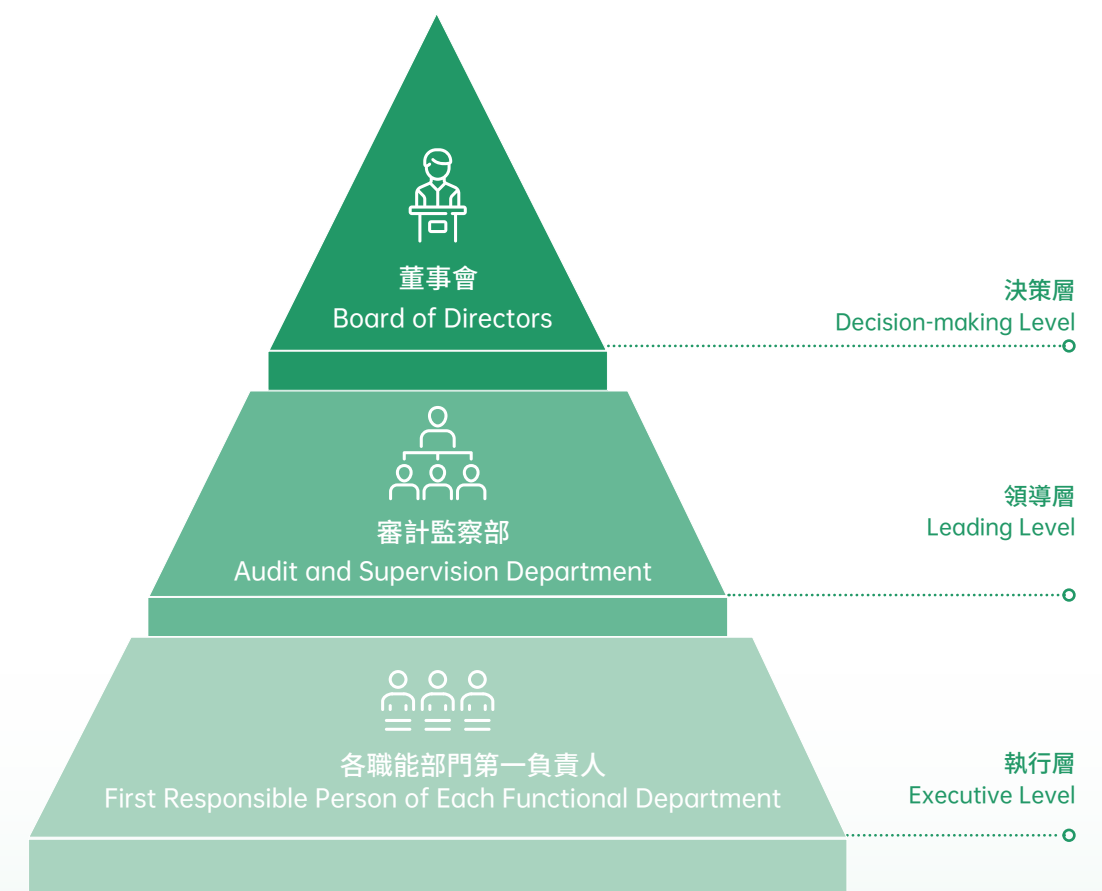 董事會
Board of Directors
決策層
Decision-making Level
審計監察部
Audit and Supervision Department
領導層
Leading Level
各職能部門第一負責人
First Responsible Person of Each Functional Department
執行層
Executive Level